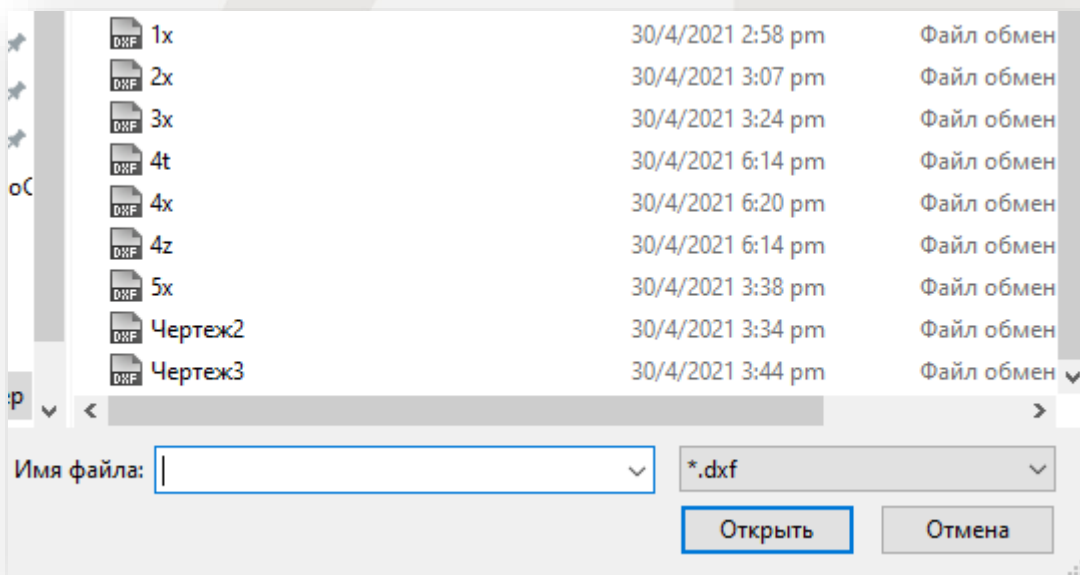 1x 30/4/2021 2:58 pm Файл обмен
2x 30/4/2021 3:07 pm Файл обмен
3x 30/4/2021 3:24 pm Файл обмен
4t 30/4/2021 6:14 pm Файл обмен
4x 30/4/2021 6:20 pm Файл обмен
4z 30/4/2021 6:14 pm Файл обмен
5x 30/4/2021 3:38 pm Файл обмен
Чертеж2 30/4/2021 3:34 pm Файл обмен
Чертеж3 30/4/2021 3:44 pm Файл обмен
Имя файла: *.dxf
Открыть Отмена